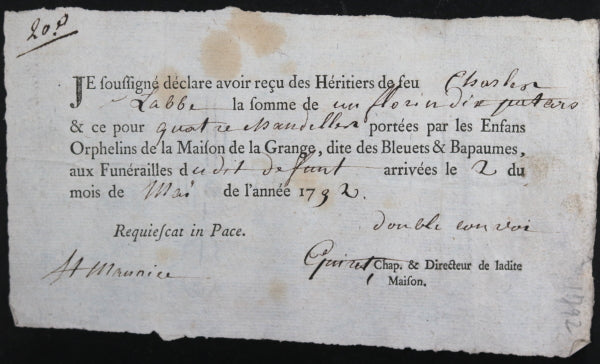 20 p
JE souſſigné déclare avoir reçu des Héritiers de feu Charles
Labbe la ſomme de un florin dix patars
& ce pour quatre chandelles portées par les Enfans
Orphelins de la Maiſon de la Grange, dite des Bleuets & Bapaumes,
aux Funérailles dudit defunt arrivées le 2 du
mois de Mai de l'année 1792.
double convoi
Requieſcat in Pace.
St Maurice
Chap. & Directeur de ladite
Maiſon.
1792